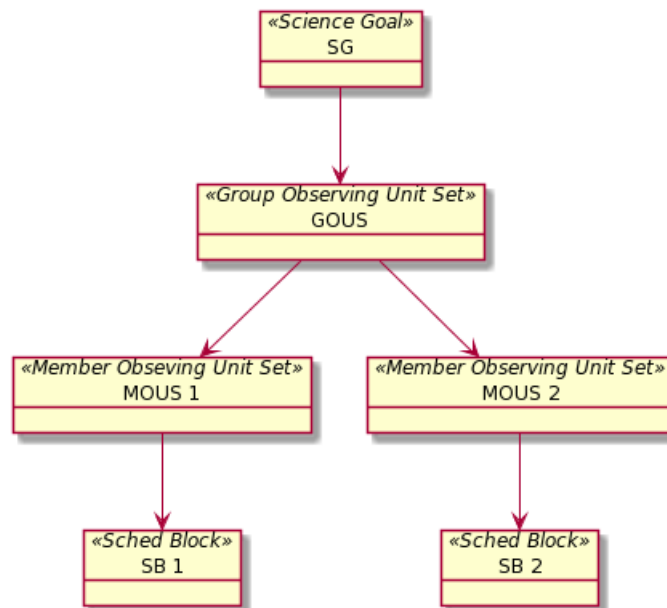 «Science Goal»
SG
«Group Observing Unit Set»
GOUS
«Member Obseving Unit Set»
MOUS 1
«Member Observing Unit Set»
MOUS 2
«Sched Block»
SB 1
«Sched Block»
SB 2